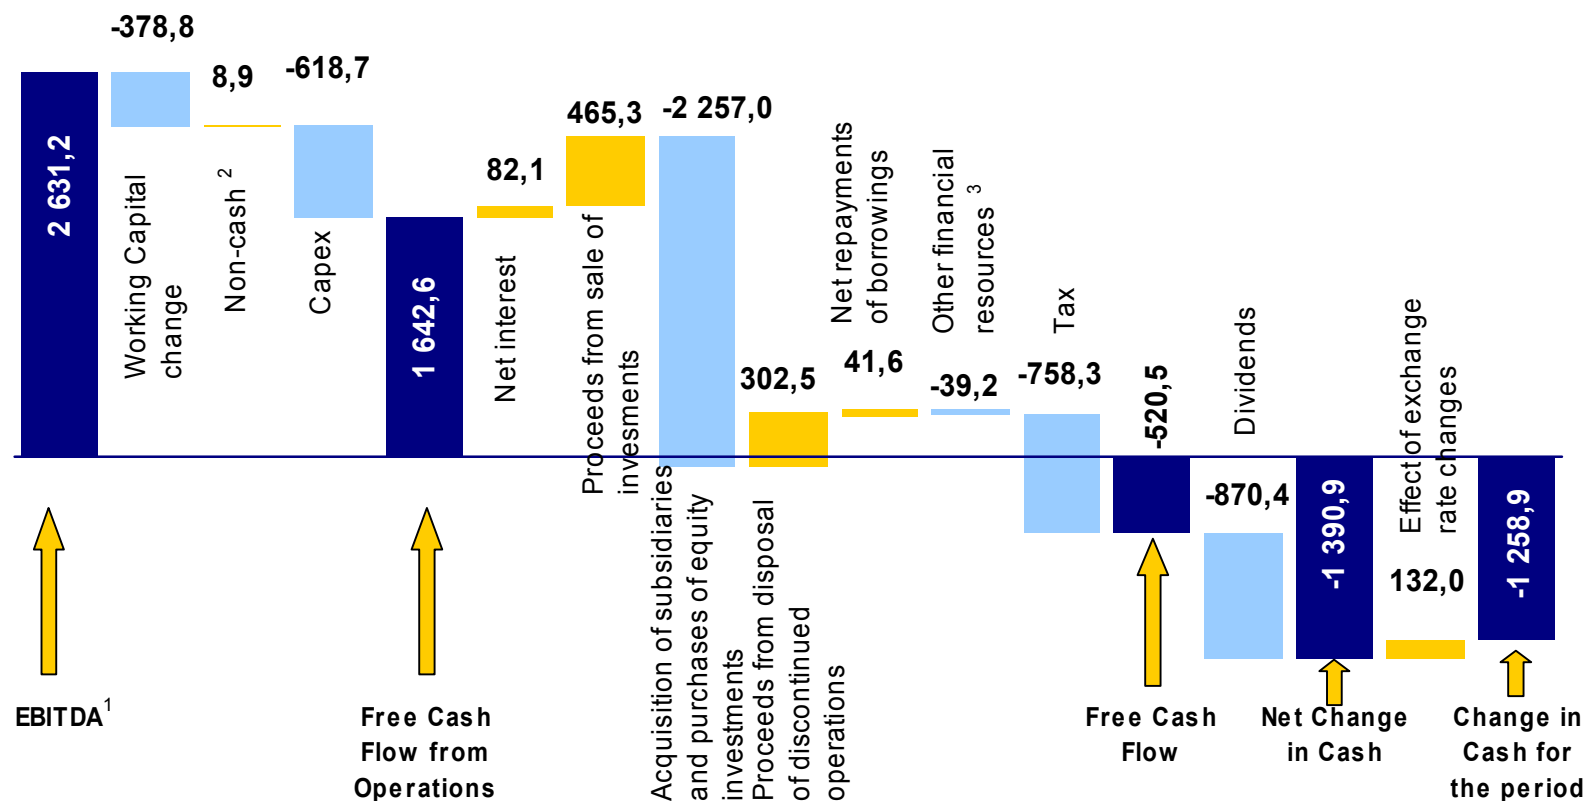 -378,8
8,9
-618,7
465,3
-2 257,0
82,1
302,5
41,6
-39,2
-758,3
-520,5
-870,4
132,0
2 631,2
1 642,6
-1 390,9
-1 258,9
Working Capital
change
Non-cash 2
Capex
Net interest
Proceeds from sale of
invesments
Acquisition of subsidiaries
and purchases of equity
investments
Proceeds from disposal
of discontinued
operations
Net repayments
of borrowings
Other financial
resources 3
Tax
Dividends
Effect of exchange
rate changes
EBITDA1
Free Cash
Flow from
Operations
Free Cash
Flow
Net Change
in Cash
Change in
Cash for
the period